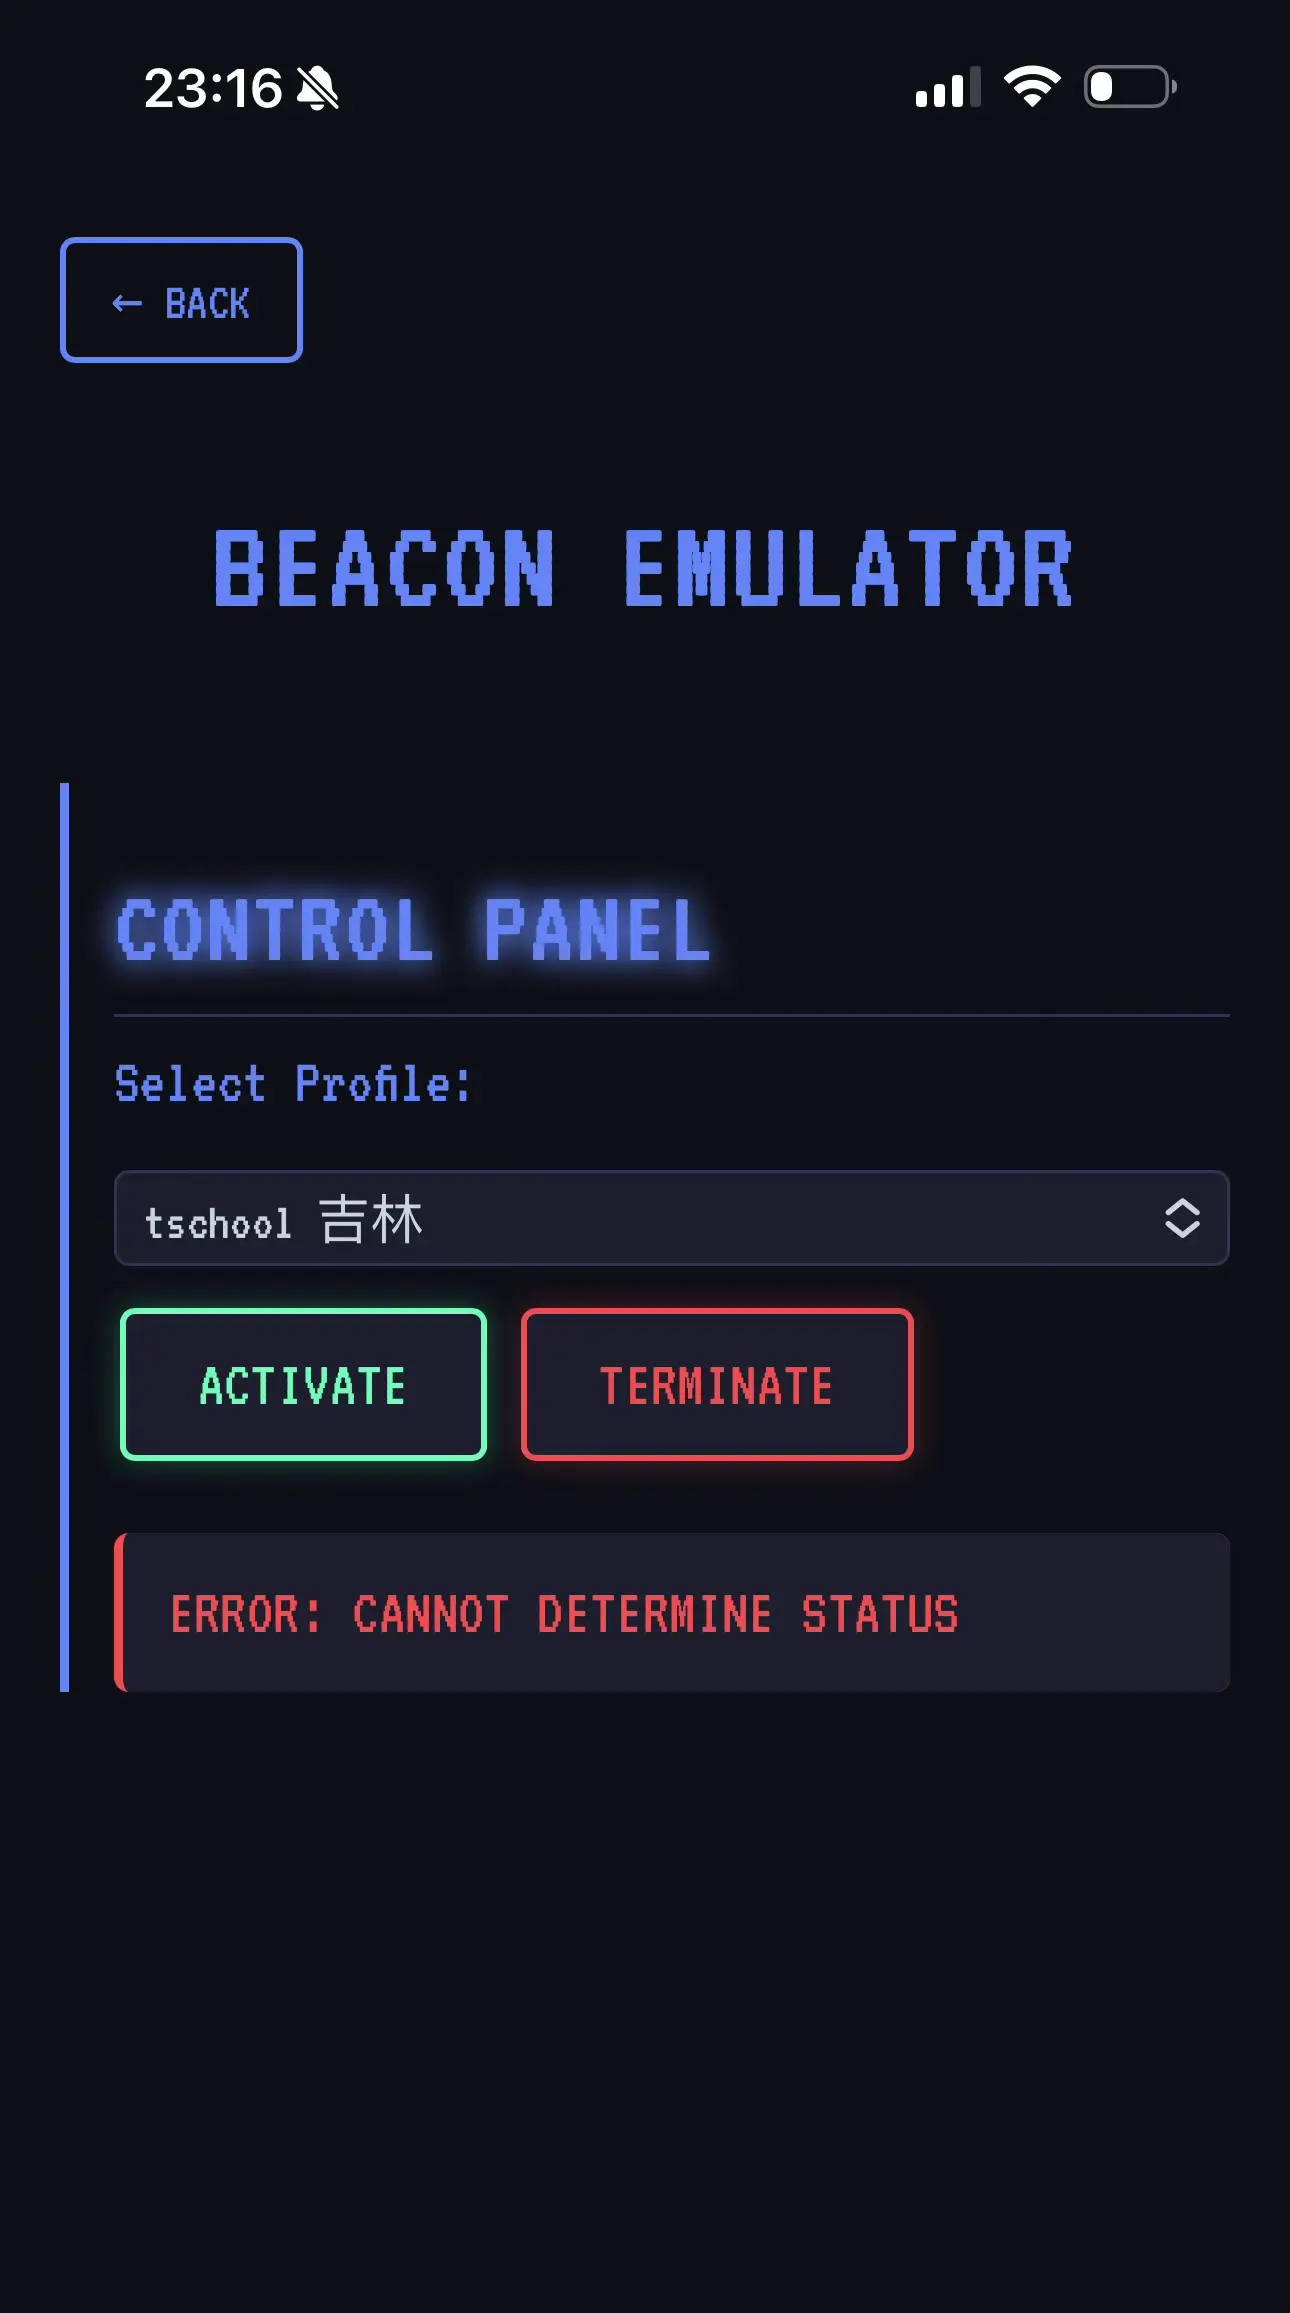 23:16
← BACK
BEACON EMULATOR
CONTROL PANEL
Select Profile:
tschool 吉林
ACTIVATE
TERMINATE
ERROR: CANNOT DETERMINE STATUS